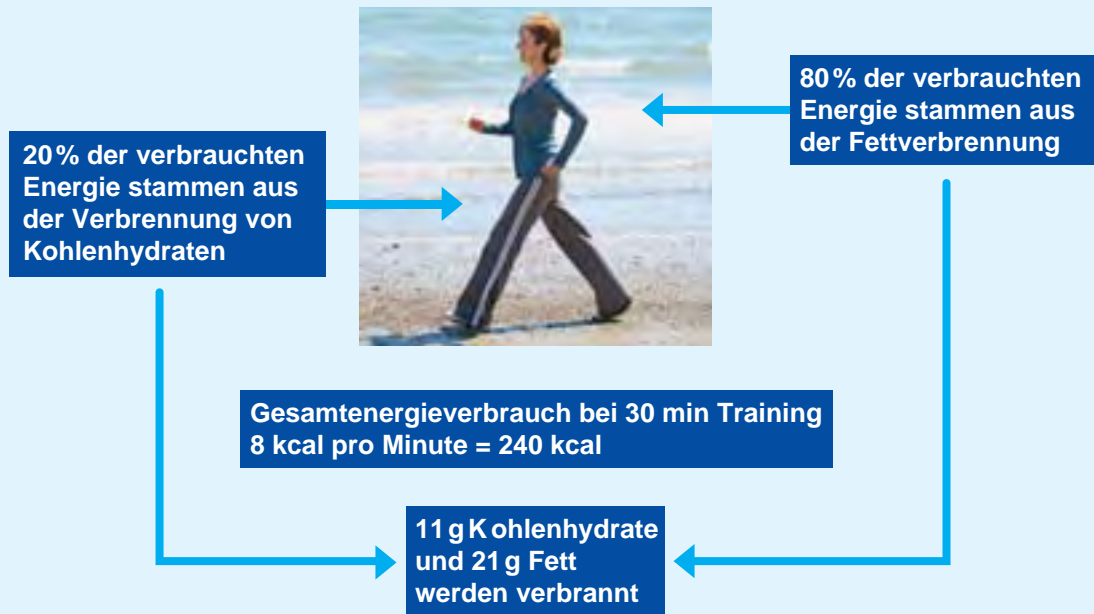 80% der verbrauchten
Energie stammen aus
der Fettverbrennung
20% der verbrauchten
Energie stammen aus
der Verbrennung von
Kohlenhydraten
Gesamtenergieverbrauch bei 30 min Training
8 kcal pro Minute = 240 kcal
11 g K ohlenhydrate
und 21 g Fett
werden verbrannt